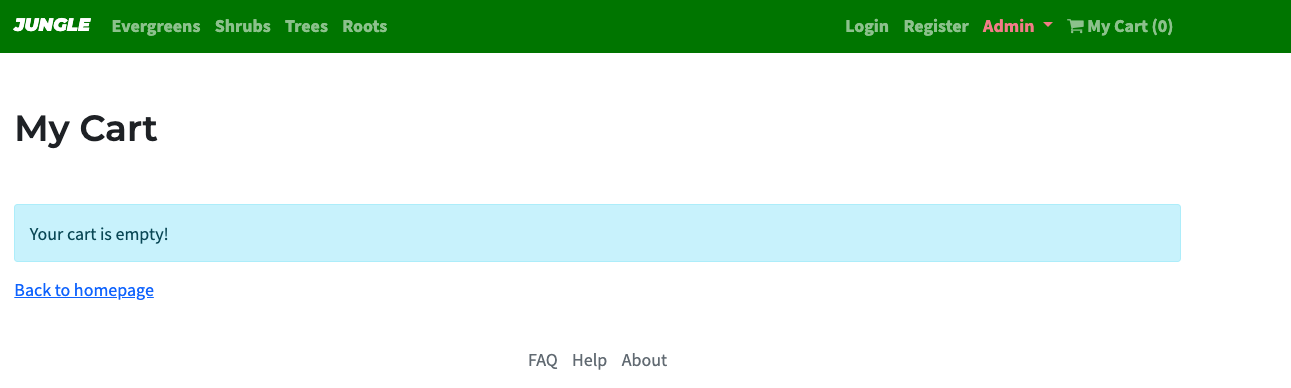 JUNGLE Evergreens Shrubs Trees Roots Login Register Admin My Cart (0)
My Cart
Your cart is empty!
Back to homepage
FAQ Help About